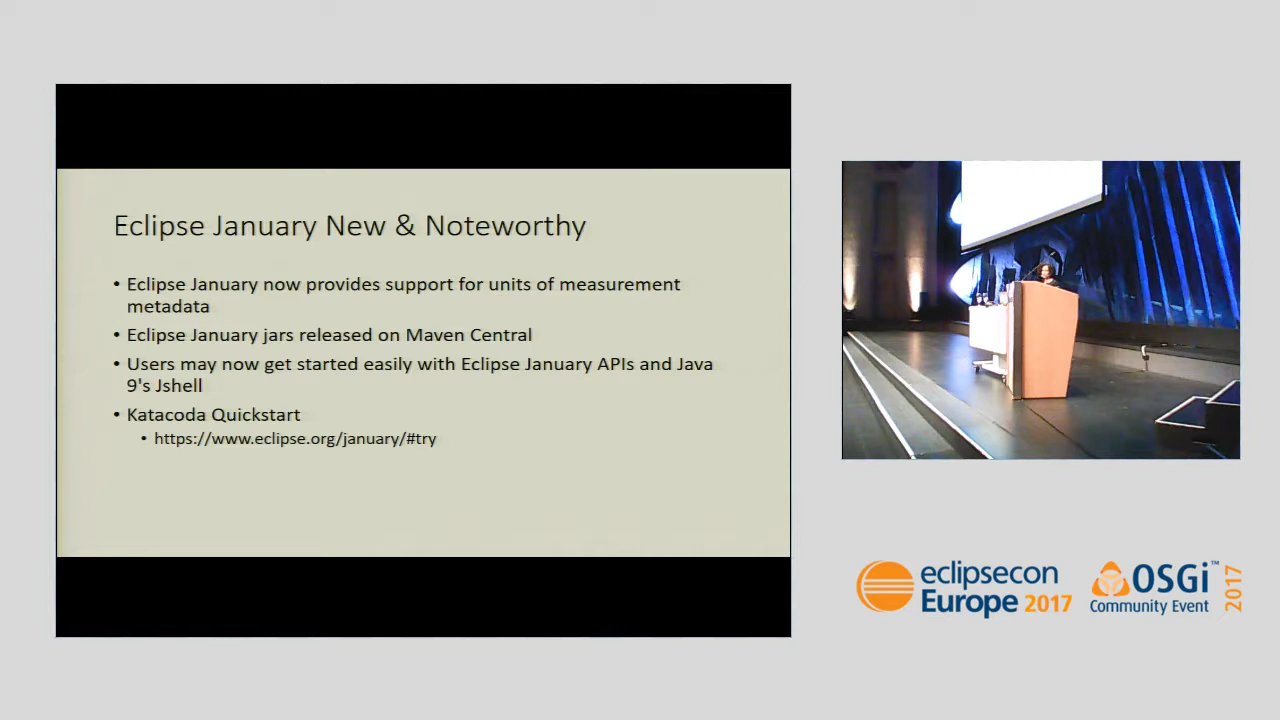 Eclipse January New & Noteworthy
• Eclipse January now provides support for units of measurement
metadata
• Eclipse January jars released on Maven Central
• Users may now get started easily with Eclipse January APIs and Java
9's Jshell
• Katacoda Quickstart
• https://www.eclipse.org/january/#try
eclipsecon
Europe 2017
OSGi™
Community Event
2017